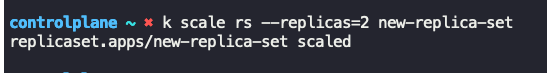 controlplane ~ ✖ k scale rs --replicas=2 new-replica-set
replicaset.apps/new-replica-set scaled